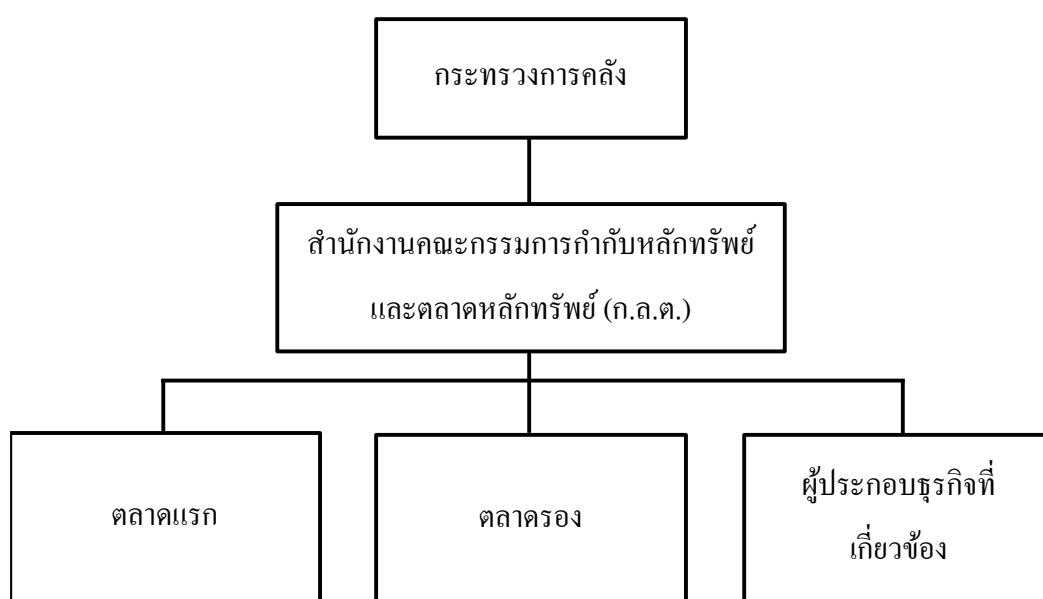 กระทรวงการคลัง
สำนักงานคณะกรรมการกำกับหลักทรัพย์
และตลาดหลักทรัพย์ (ก.ล.ต.)
ตลาดแรก
ตลาดรอง
ผู้ประกอบธุรกิจที่
เกี่ยวข้อง